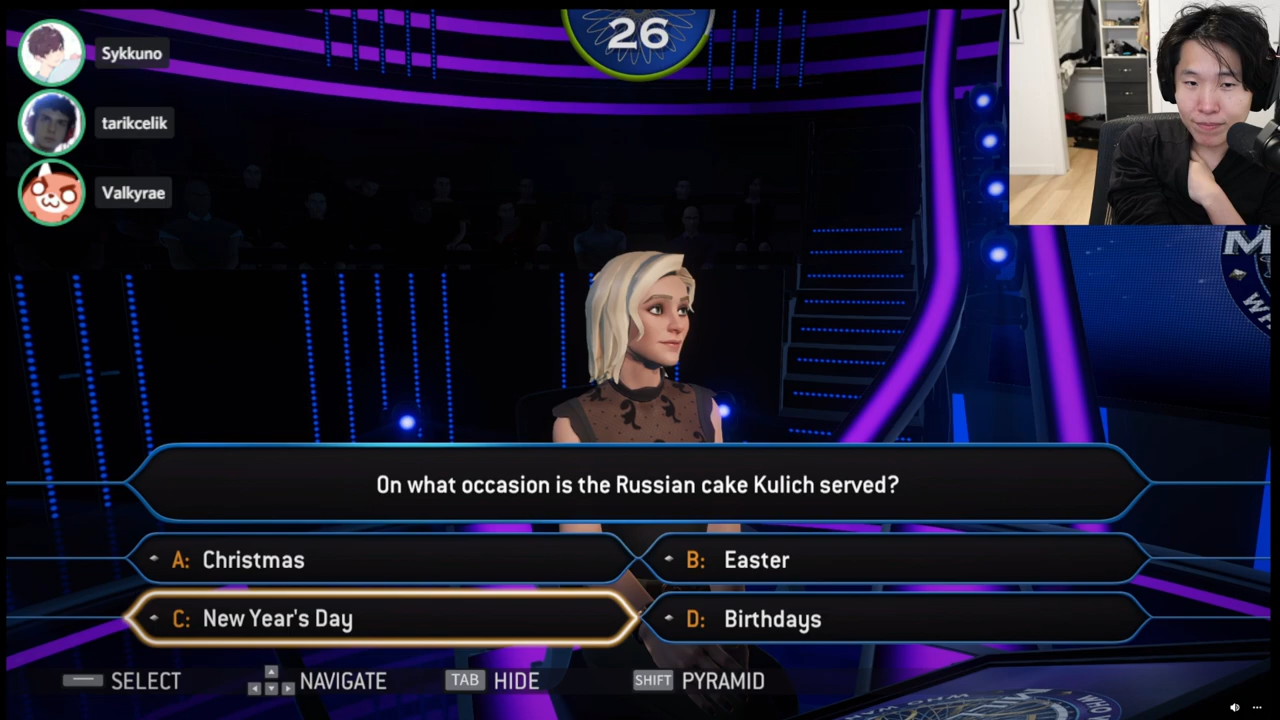 26
Sykkuno
tarikcelik
Valkyrae
On what occasion is the Russian cake Kulich served?
A: Christmas
B: Easter
C: New Year's Day
D: Birthdays
SELECT
NAVIGATE
TAB HIDE
SHIFT PYRAMID